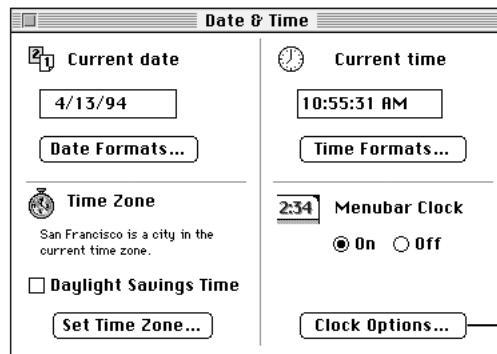 Date & Time
Current date
4/13/94
Date Formats...
Current time
10:55:31 AM
Time Formats...
Time Zone
San Francisco is a city in the
current time zone.
Daylight Savings Time
Set Time Zone...
2:34 Menubar Clock
On Off
Clock Options...